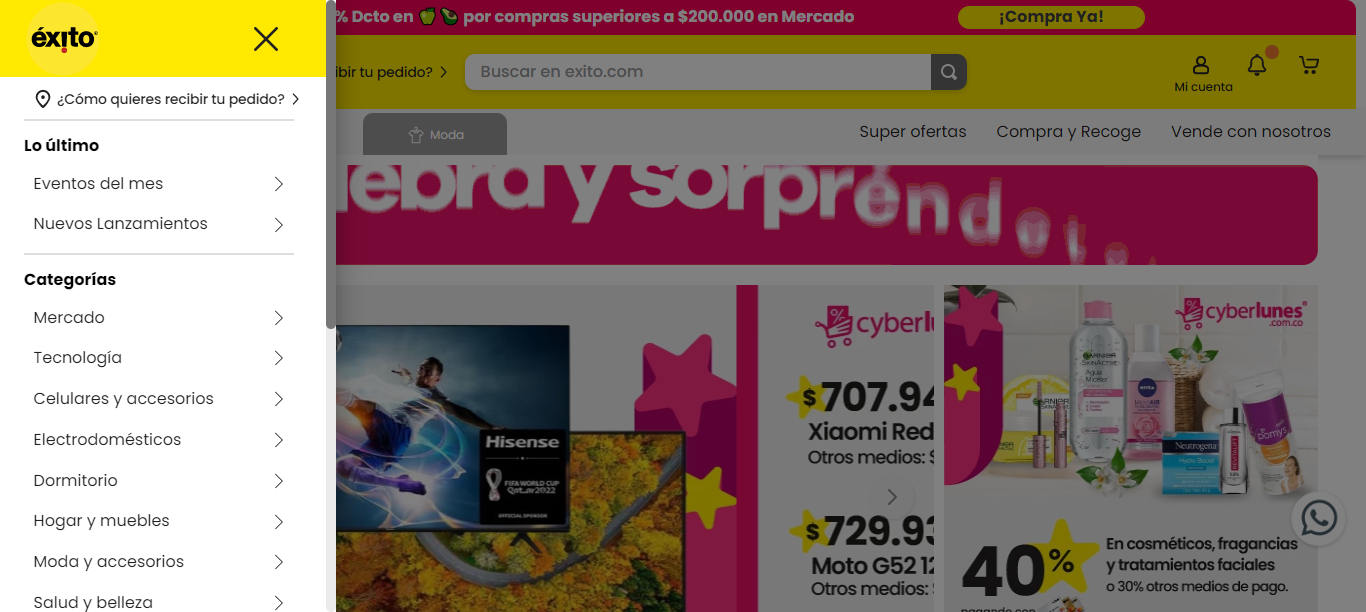 éxito
¿Cómo quieres recibir tu pedido?
Lo último
Eventos del mes
Nuevos Lanzamientos
Categorías
Mercado
Tecnología
Celulares y accesorios
Electrodomésticos
Dormitorio
Hogar y muebles
Moda y accesorios
Salud y belleza
% Dcto en por compras superiores a $200.000 en Mercado
¡Compra Ya!
ibir tu pedido?
Buscar en exito.com
Mi cuenta
Moda
Super ofertas
Compra y Recoge
Vende con nosotros
lebra y sorpréndelo
Hisense
FIFA WORLD CUP
Qatar2022
OFFICIAL SPONSOR
cyberlu
$707.94
Xiaomi Red
Otros medios: $
$729.93
Moto G52 12
Otros medios:
cyberlunes
.com.co
GARNIER
SKINACTIVE
Agua
Micelar
GARNIER
NIVEA
Neutrogena
Hydro Boost
REVITALIFT
pomys
40%
En cosméticos, fragancias
y tratamientos faciales
o 30% otros medios de pago.
pagando con